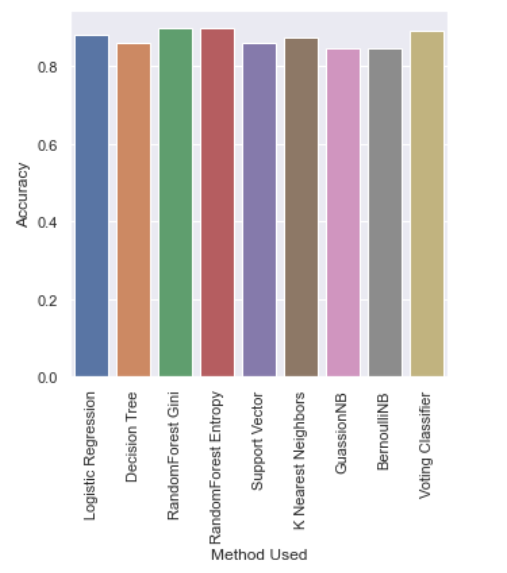 Accuracy
0.8
0.6
0.4
0.2
0.0
Logistic Regression
Decision Tree
RandomForest Gini
RandomForest Entropy
Support Vector
K Nearest Neighbors
GuassionNB
BernoulliNB
Voting Classifier
Method Used